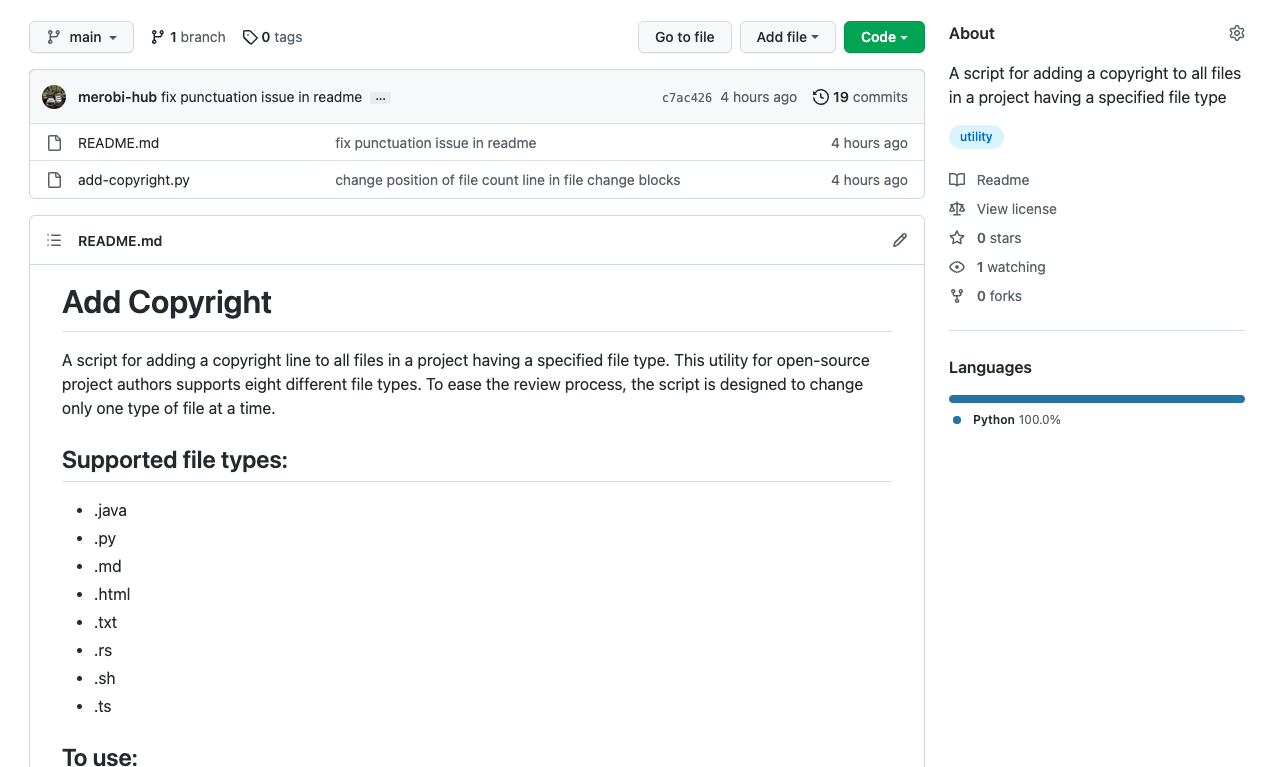 main 1 branch 0 tags Go to file Add file Code
merobi-hub fix punctuation issue in readme ... c7ac426 4 hours ago 19 commits
README.md fix punctuation issue in readme 4 hours ago
add-copyright.py change position of file count line in file change blocks 4 hours ago
README.md
Add Copyright
A script for adding a copyright line to all files in a project having a specified file type. This utility for open-source
project authors supports eight different file types. To ease the review process, the script is designed to change
only one type of file at a time.
Supported file types:
• .java
• .py
• .md
• .html
• .txt
• .rs
• .sh
• .ts
To use:
About
A script for adding a copyright to all files
in a project having a specified file type
utility
Readme
View license
0 stars
1 watching
0 forks
Languages
Python 100.0%